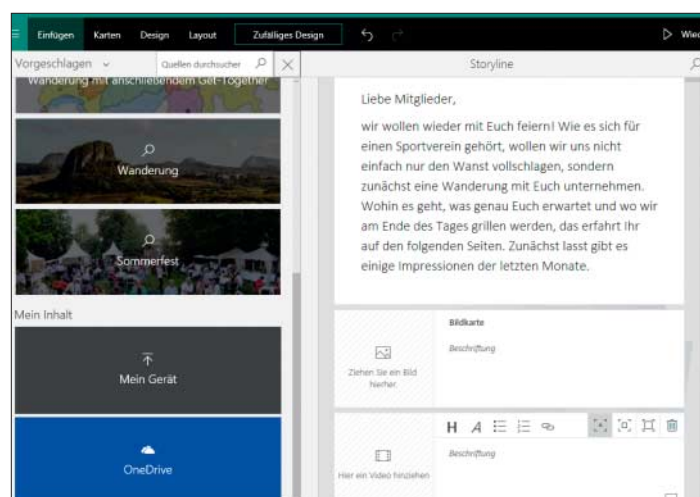 Einfügen Karten Design Layout Zufälliges Design
Vorgeschlagen Quellen durchsucher Storyline
Wanderung mit anschließendem Get-Together
Wanderung
Sommerfest
Mein Inhalt
Mein Gerät
OneDrive
Liebe Mitglieder,
wir wollen wieder mit Euch feiern! Wie es sich für
einen Sportverein gehört, wollen wir uns nicht
einfach nur den Wanst vollschlagen, sondern
zunächst eine Wanderung mit Euch unternehmen.
Wohin es geht, was genau Euch erwartet und wo wir
am Ende des Tages grillen werden, das erfahrt Ihr
auf den folgenden Seiten. Zunächst lasst gibt es
einige Impressionen der letzten Monate.
Ziehen Sie ein Bild
hierher.
Bildkarte
Beschriftung
H A
Hier ein Video hinziehen
Beschriftung